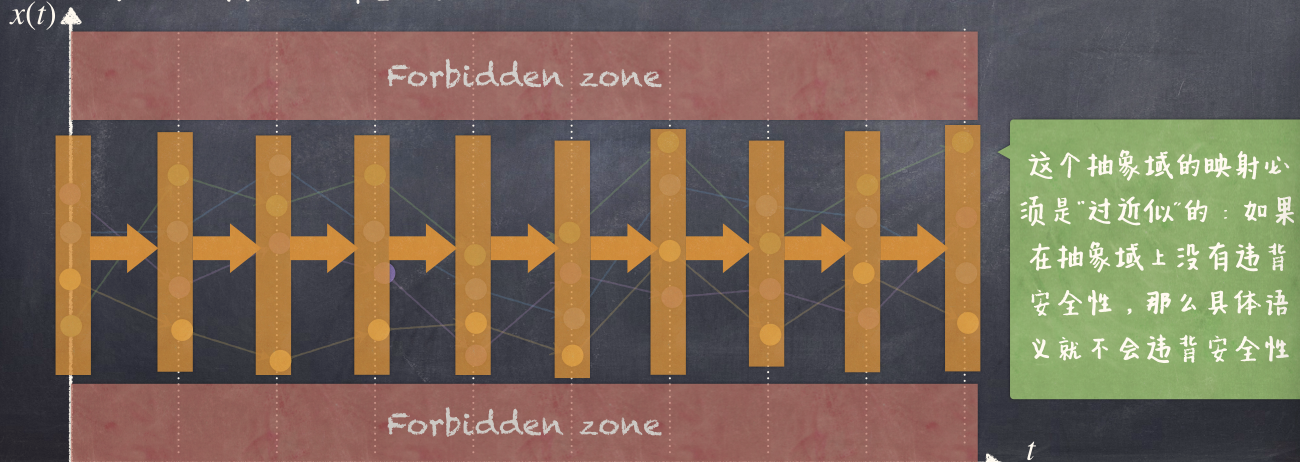 x(t)
Forbidden zone
这个抽象域的映射必
须是"过近似"的：如果
在抽象域上没有违背
安全性，那么具体语
义就不会违背安全性
Forbidden zone
t